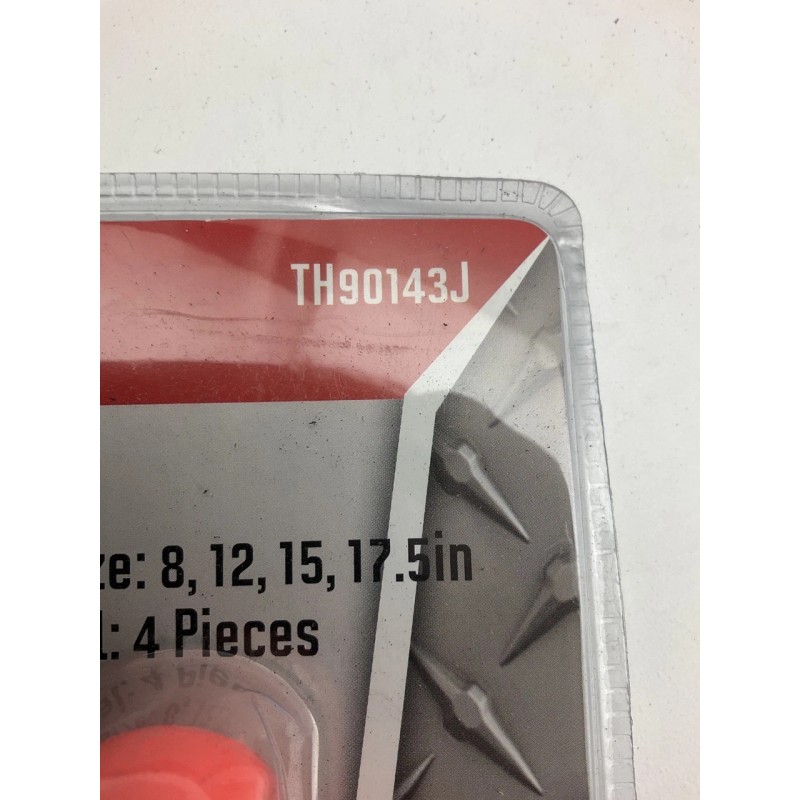 TH90143J
ze: 8, 12, 15, 17.5in
l: 4 Pieces